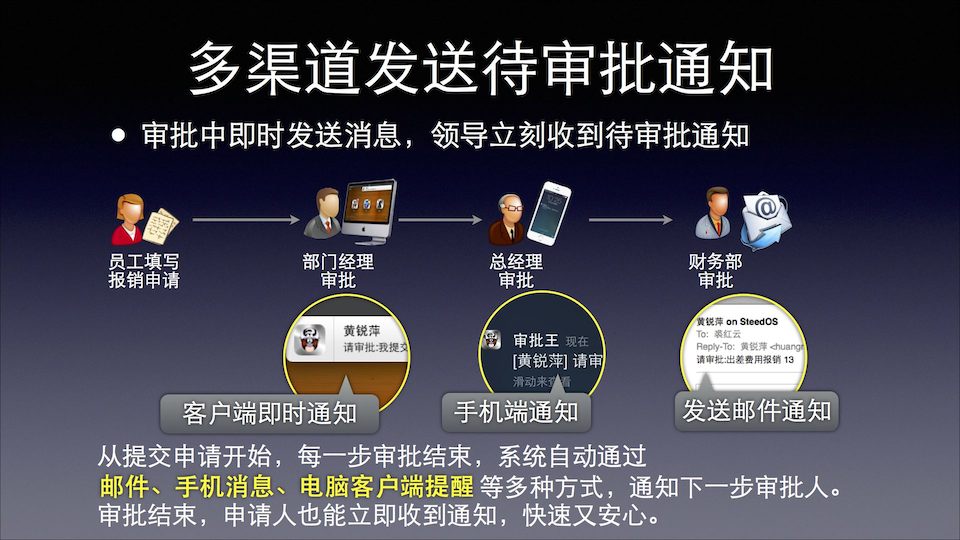 多渠道发送待审批通知
审批中即时发送消息，领导立刻收到待审批通知
员工填写
报销申请
部门经理
审批
总经理
审批
财务部
审批
黄锐萍
请审批:我提交
审批王 现在
[黄锐萍] 请审
滑动来查看
黄锐萍 on SteedOS
To: 裘红云
Reply-To: 黄锐萍 <huangr
请审批:出差费用报销 13
客户端即时通知
手机端通知
发送邮件通知
从提交申请开始，每一步审批结束，系统自动通过
邮件、手机消息、电脑客户端提醒 等多种方式，通知下一步审批人。
审批结束，申请人也能立即收到通知，快速又安心。